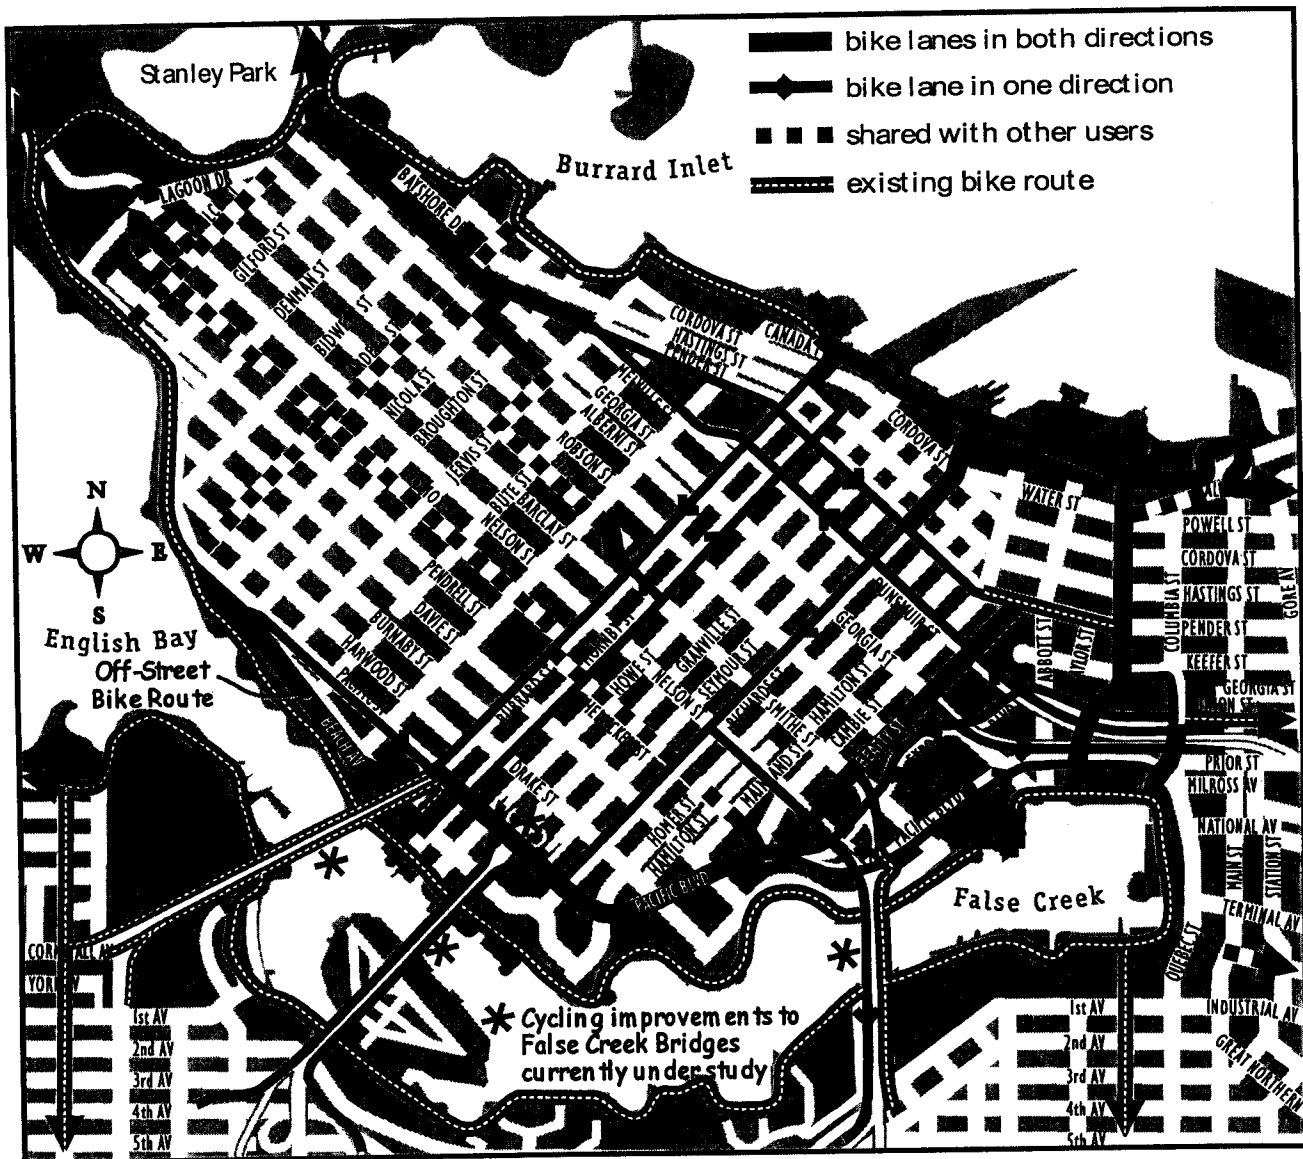 Stanley Park
bike lanes in both directions
bike lane in one direction
shared with other users
existing bike route
Burrard Inlet
LAGOON DR
BAYSHORE
GILFORD ST
DENMAN ST
NICOLA ST
BROUGHTON ST
JERVIS ST
BUTE ST
BARCLAY ST
NELSON ST
PENDRELL ST
DAVIE ST
BURNABY ST
HARWOOD ST
CORDOVA ST
HASTINGS ST
PENDER ST
GEORGIA ST
ALBERNI ST
ROBSON ST
CORDOVA ST
WATER ST
POWELL ST
CORDOVA ST
HASTINGS ST
PENDER ST
KEEFER ST
GEORGIA ST
COLUMBIA ST
GORE AV
ABBOTT ST
DUNSMUIR ST
GEORGIA ST
HAMILTON ST
CAMBIE ST
SMITHE ST
SEYMOUR ST
GRANVILLE ST
NELSON ST
HOWE ST
HORNBY ST
BURRARD ST
DRAKE ST
HOMER ST
HAMILTON ST
PACIFIC BLVD
PACIFIC BLVD
PRIOR ST
MILROSS AV
NATIONAL AV
MAIN ST
STATION ST
TERMINAL AV
QUEBEC ST
INDUSTRIAL AV
GREAT NORTHERN
N
W E
S
English Bay
Off-Street
Bike Route
BEACH AV
False Creek
YORK AV
1st AV
2nd AV
3rd AV
4th AV
5th AV
* Cycling improvements to
False Creek Bridges
currently under study
1st AV
2nd AV
3rd AV
4th AV
5th AV